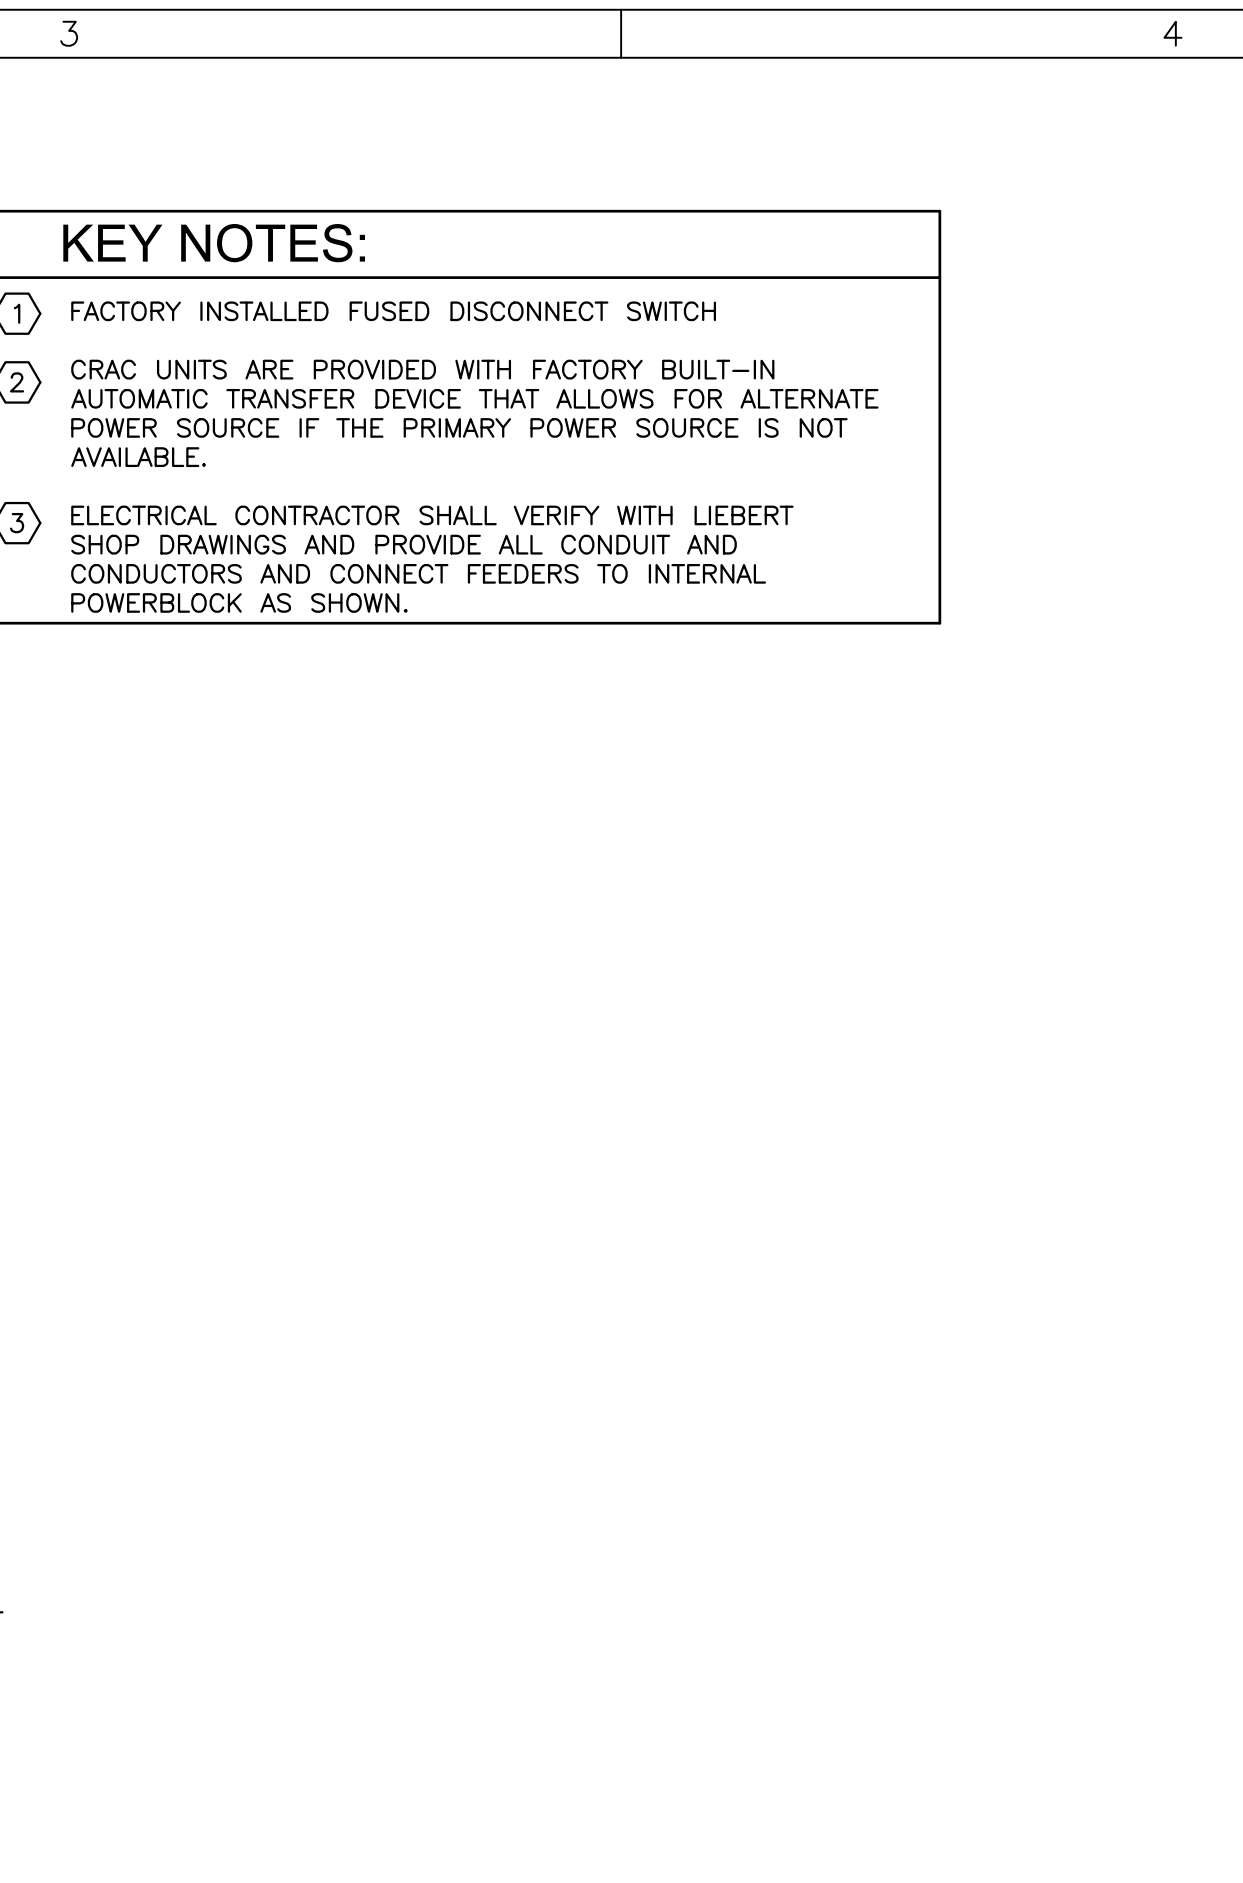 3
4
KEY NOTES:
1 FACTORY INSTALLED FUSED DISCONNECT SWITCH
2 CRAC UNITS ARE PROVIDED WITH FACTORY BUILT-IN
AUTOMATIC TRANSFER DEVICE THAT ALLOWS FOR ALTERNATE
POWER SOURCE IF THE PRIMARY POWER SOURCE IS NOT
AVAILABLE.
3 ELECTRICAL CONTRACTOR SHALL VERIFY WITH LIEBERT
SHOP DRAWINGS AND PROVIDE ALL CONDUIT AND
CONDUCTORS AND CONNECT FEEDERS TO INTERNAL
POWERBLOCK AS SHOWN.